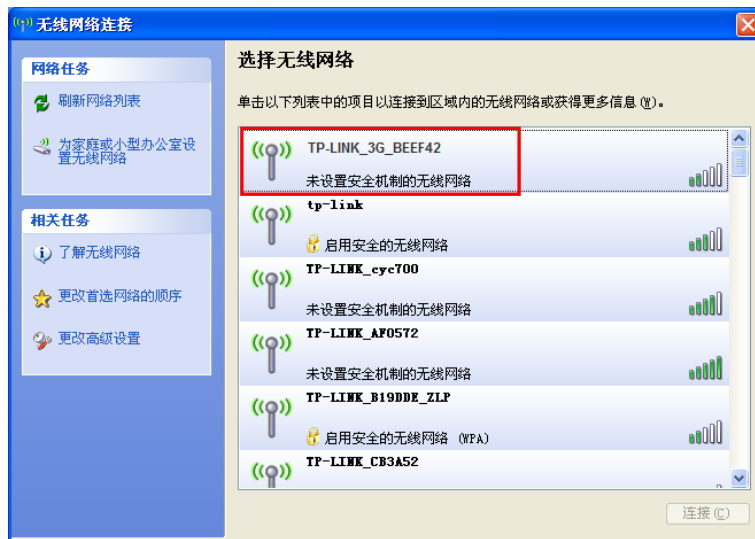 无线网络连接
网络任务
刷新网络列表
为家庭或小型办公室设
置无线网络
相关任务
了解无线网络
更改首选网络的顺序
更改高级设置
选择无线网络
单击以下列表中的项目以连接到区域内的无线网络或获得更多信息(W)。
TP-LINK_3G_BEEF42
未设置安全机制的无线网络
tp-link
启用安全的无线网络
TP-LINK_cyc700
未设置安全机制的无线网络
TP-LINK_AF0572
未设置安全机制的无线网络
TP-LINK_B19DDE_ZLP
启用安全的无线网络 (WPA)
TP-LINK_CB3A52
连接(C)